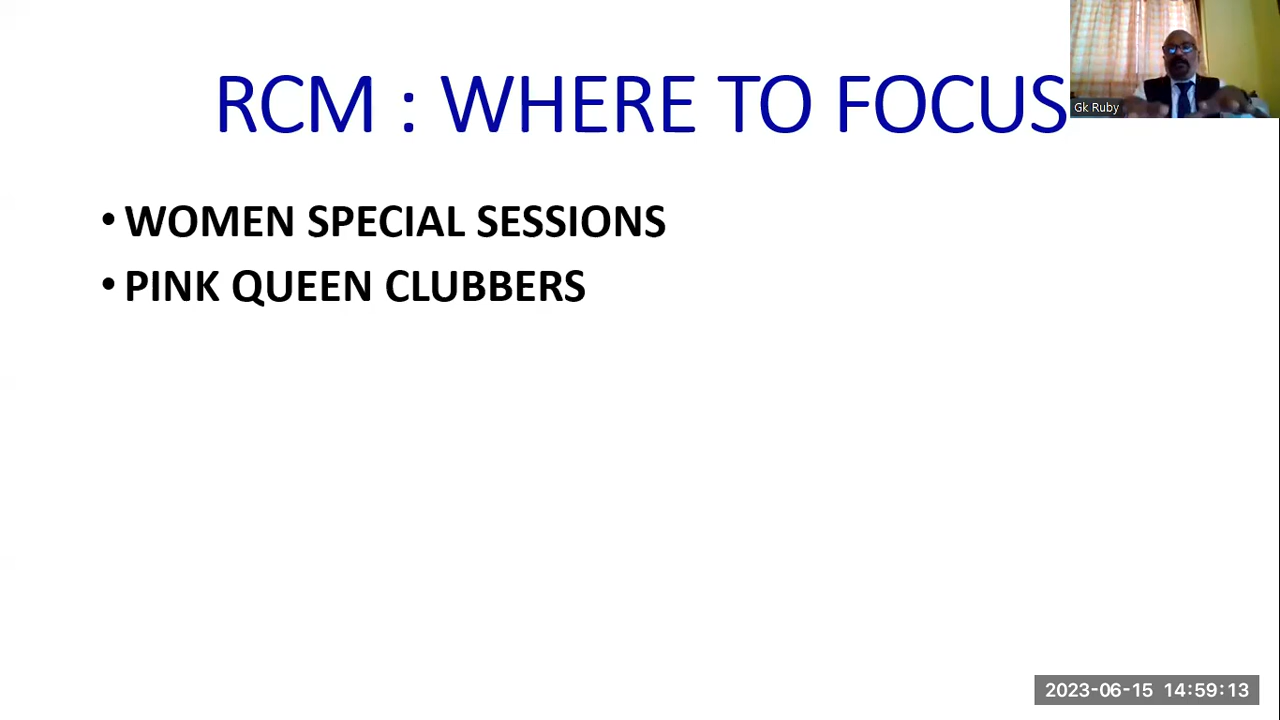 RCM : WHERE TO FOCUS
Gk Ruby
• WOMEN SPECIAL SESSIONS
• PINK QUEEN CLUBBERS
2023-06-15 14:59:13